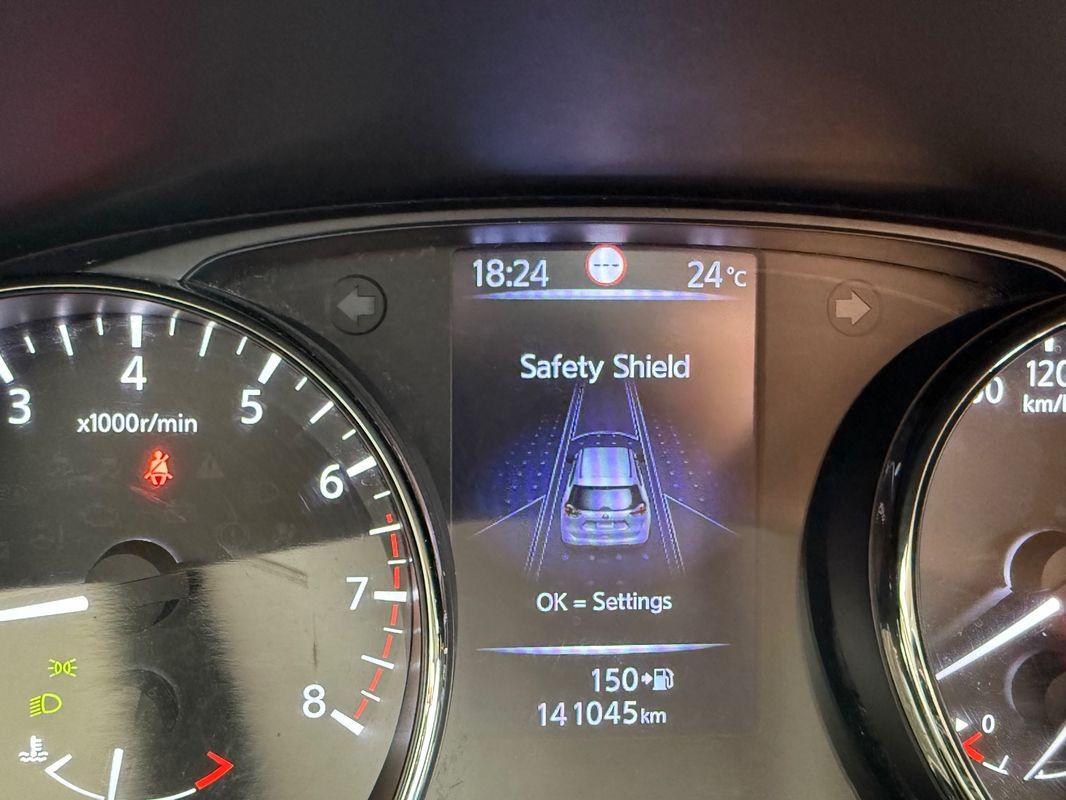 18:24 --- 24°C
Safety Shield
OK = Settings
150
141045 km
3
4
5
6
7
8
x1000r/min
120
km/
0